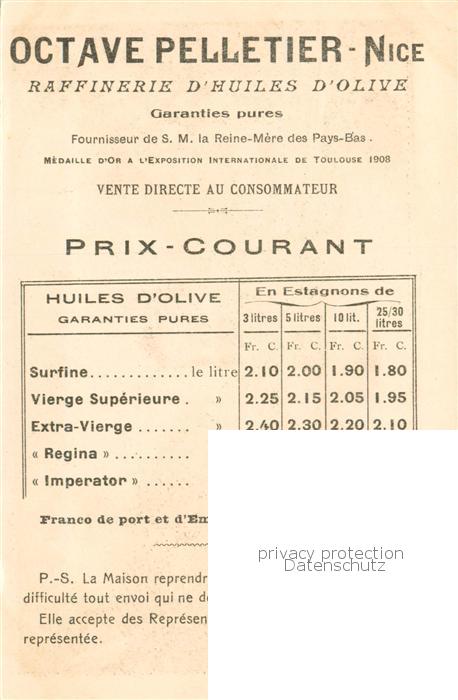 OCTAVE PELLETIER - NICE
RAFFINERIE D'HUILES D'OLIVE
Garanties pures
Fournisseur de S. M. la Reine-Mère des Pays-Bas.
MÉDAILLE D'OR A L'EXPOSITION INTERNATIONALE DE TOULOUSE 1908
VENTE DIRECTE AU CONSOMMATEUR
PRIX-COURANT
HUILES D'OLIVE
GARANTIES PURES
En Estagnons de
3 litres 5 litres 10 lit. 25/30 litres
Fr. C. Fr. C. Fr. C. Fr. C.
Surfine............. le litre 2.10 2.00 1.90 1.80
Vierge Supérieure . » 2.25 2.15 2.05 1.95
Extra-Vierge ....... » 2.40 2.30 2.20 2.10
« Regina » ..........
« Imperator » ......
Franco de port et
privacy protection
Datenschutz
P.-S. La Maison
difficulté tout envoi qui ne
Elle accepte des
représentée.